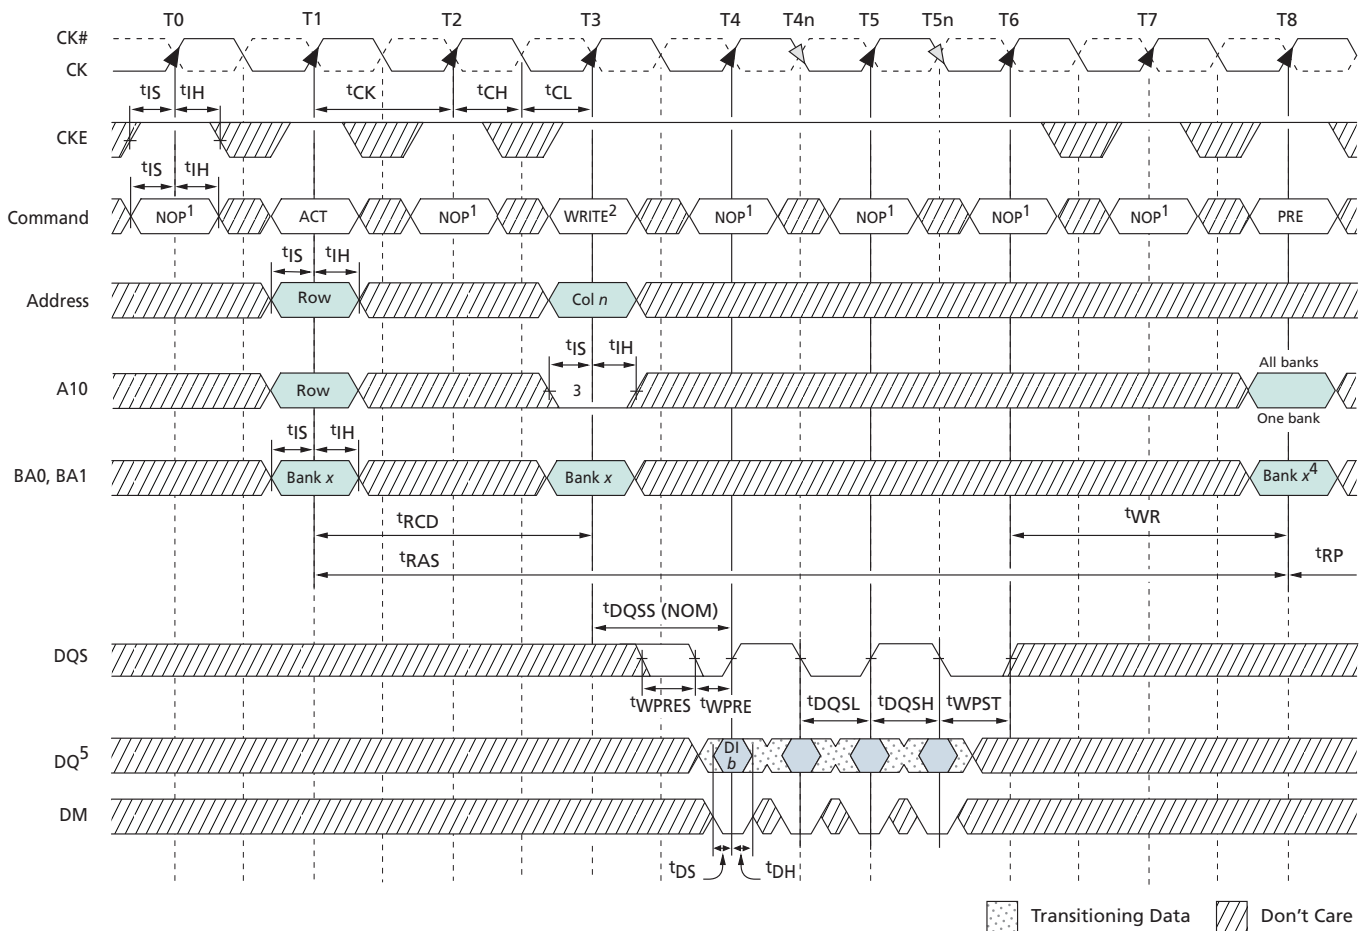 T0 T1 T2 T3 T4 T4n T5 T5n T6 T7 T8
CK#
CK
tIS tIH tCK tCH tCL
CKE
tIS tIH
Command NOP1 ACT NOP1 WRITE2 NOP1 NOP1 NOP1 NOP1 PRE
tIS tIH
Address Row Col n
tIS tIH
All banks
A10 Row 3
One bank
tIS tIH
BA0, BA1 Bank x Bank x Bank x4
tRCD tWR
tRAS tRP
tDQSS (NOM)
DQS
tWPRES tWPRE tDQSL tDQSH tWPST
DQ5 DI
b
DM
tDS tDH
Transitioning Data Don't Care